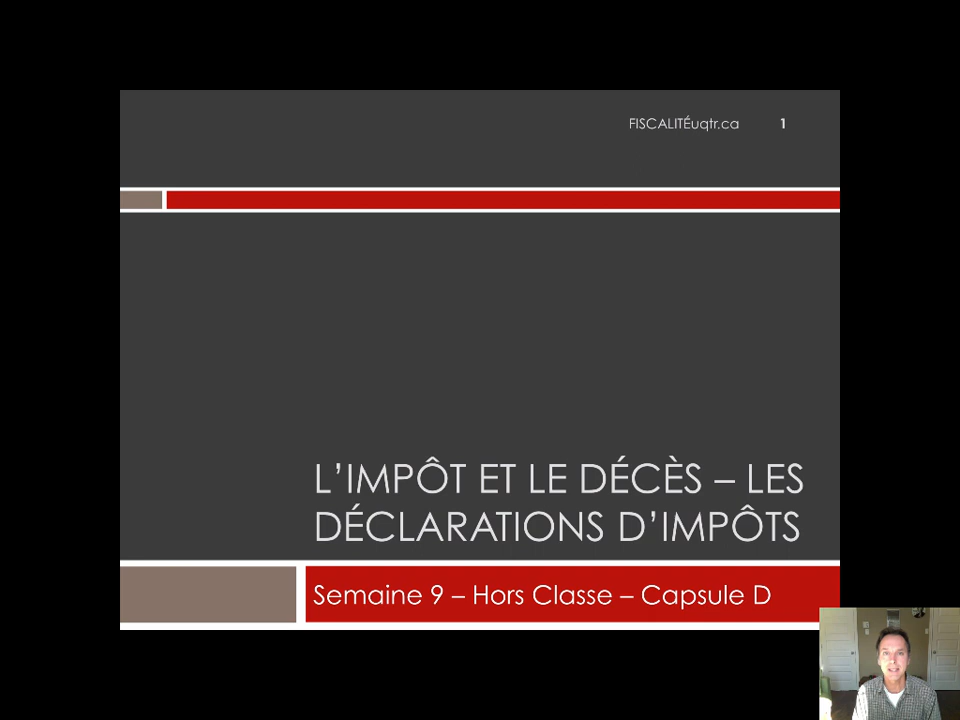 FISCALITÉuqtr.ca 1
L’IMPÔT ET LE DÉCÈS – LES
DÉCLARATIONS D’IMPÔTS
Semaine 9 – Hors Classe – Capsule D